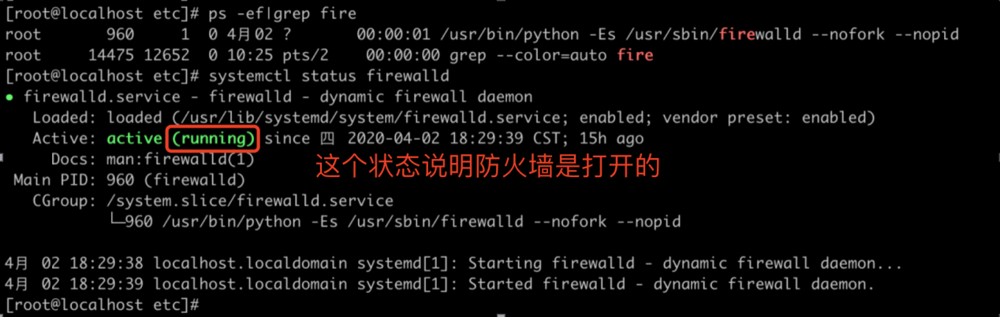 [root@localhost etc]# ps -ef|grep fire
root       960     1  0 4月02 ?        00:00:01 /usr/bin/python -Es /usr/sbin/firewalld --nofork --nopid
root     14475 12652  0 10:25 pts/2    00:00:00 grep --color=auto fire
[root@localhost etc]# systemctl status firewalld
● firewalld.service - firewalld - dynamic firewall daemon
   Loaded: loaded (/usr/lib/systemd/system/firewalld.service; enabled; vendor preset: enabled)
   Active: active (running) since 四 2020-04-02 18:29:39 CST; 15h ago
     Docs: man:firewalld(1)
这个状态说明防火墙是打开的
 Main PID: 960 (firewalld)
   CGroup: /system.slice/firewalld.service
           └─960 /usr/bin/python -Es /usr/sbin/firewalld --nofork --nopid
4月 02 18:29:38 localhost.localdomain systemd[1]: Starting firewalld - dynamic firewall daemon...
4月 02 18:29:39 localhost.localdomain systemd[1]: Started firewalld - dynamic firewall daemon.
[root@localhost etc]#